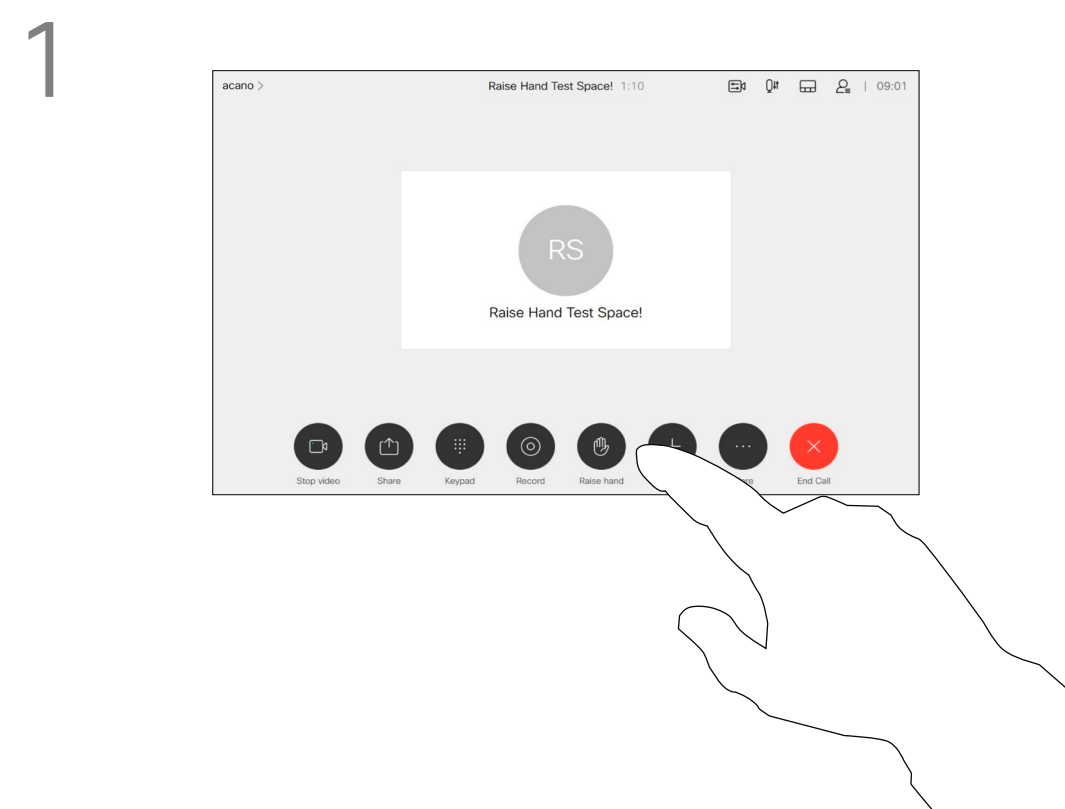 1
acano >
Raise Hand Test Space! 1:10
| 09:01
RS
Raise Hand Test Space!
Stop video Share Keypad Record Raise hand End Call